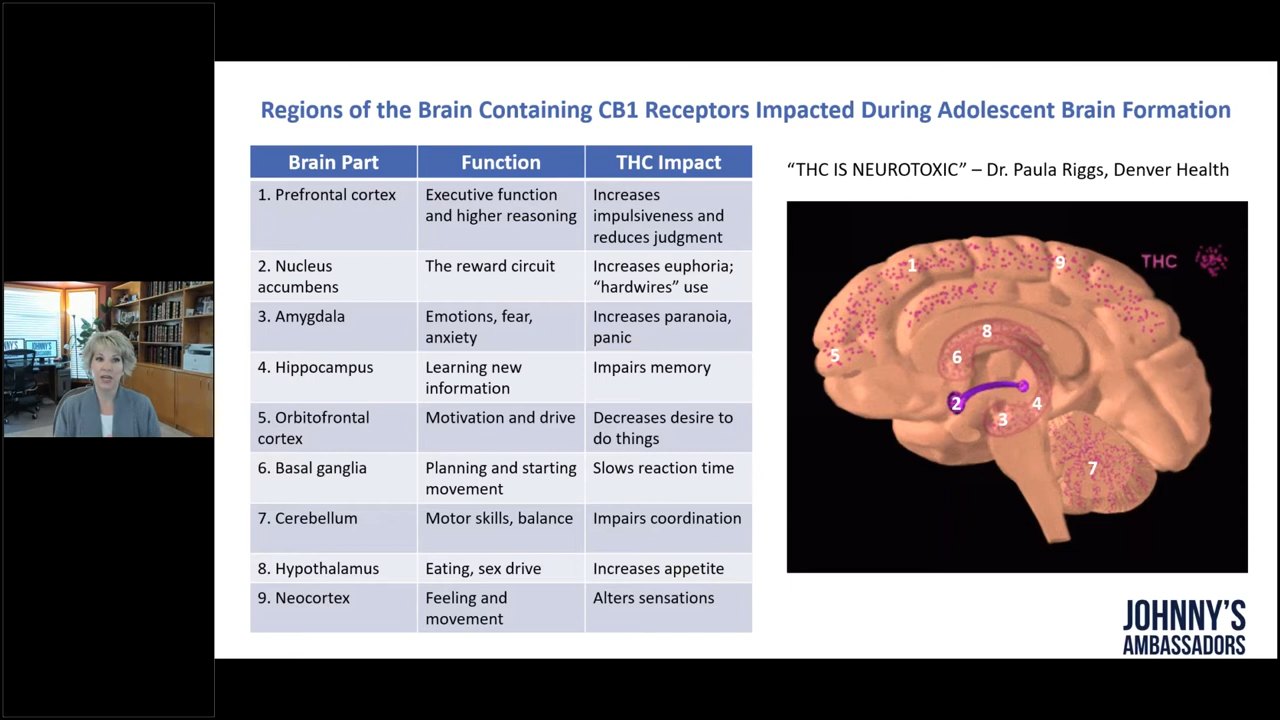 Regions of the Brain Containing CB1 Receptors Impacted During Adolescent Brain Formation
Brain Part
Function
THC Impact
1. Prefrontal cortex
Executive function
and higher reasoning
Increases
impulsiveness and
reduces judgment
2. Nucleus
accumbens
The reward circuit
Increases euphoria;
"hardwires" use
3. Amygdala
Emotions, fear,
anxiety
Increases paranoia,
panic
4. Hippocampus
Learning new
information
Impairs memory
5. Orbitofrontal
cortex
Motivation and drive
Decreases desire to
do things
6. Basal ganglia
Planning and starting
movement
Slows reaction time
7. Cerebellum
Motor skills, balance
Impairs coordination
8. Hypothalamus
Eating, sex drive
Increases appetite
9. Neocortex
Feeling and
movement
Alters sensations
“THC IS NEUROTOXIC” – Dr. Paula Riggs, Denver Health
THC
1
9
8
5
6
2
4
3
7
JOHNNY'S
AMBASSADORS